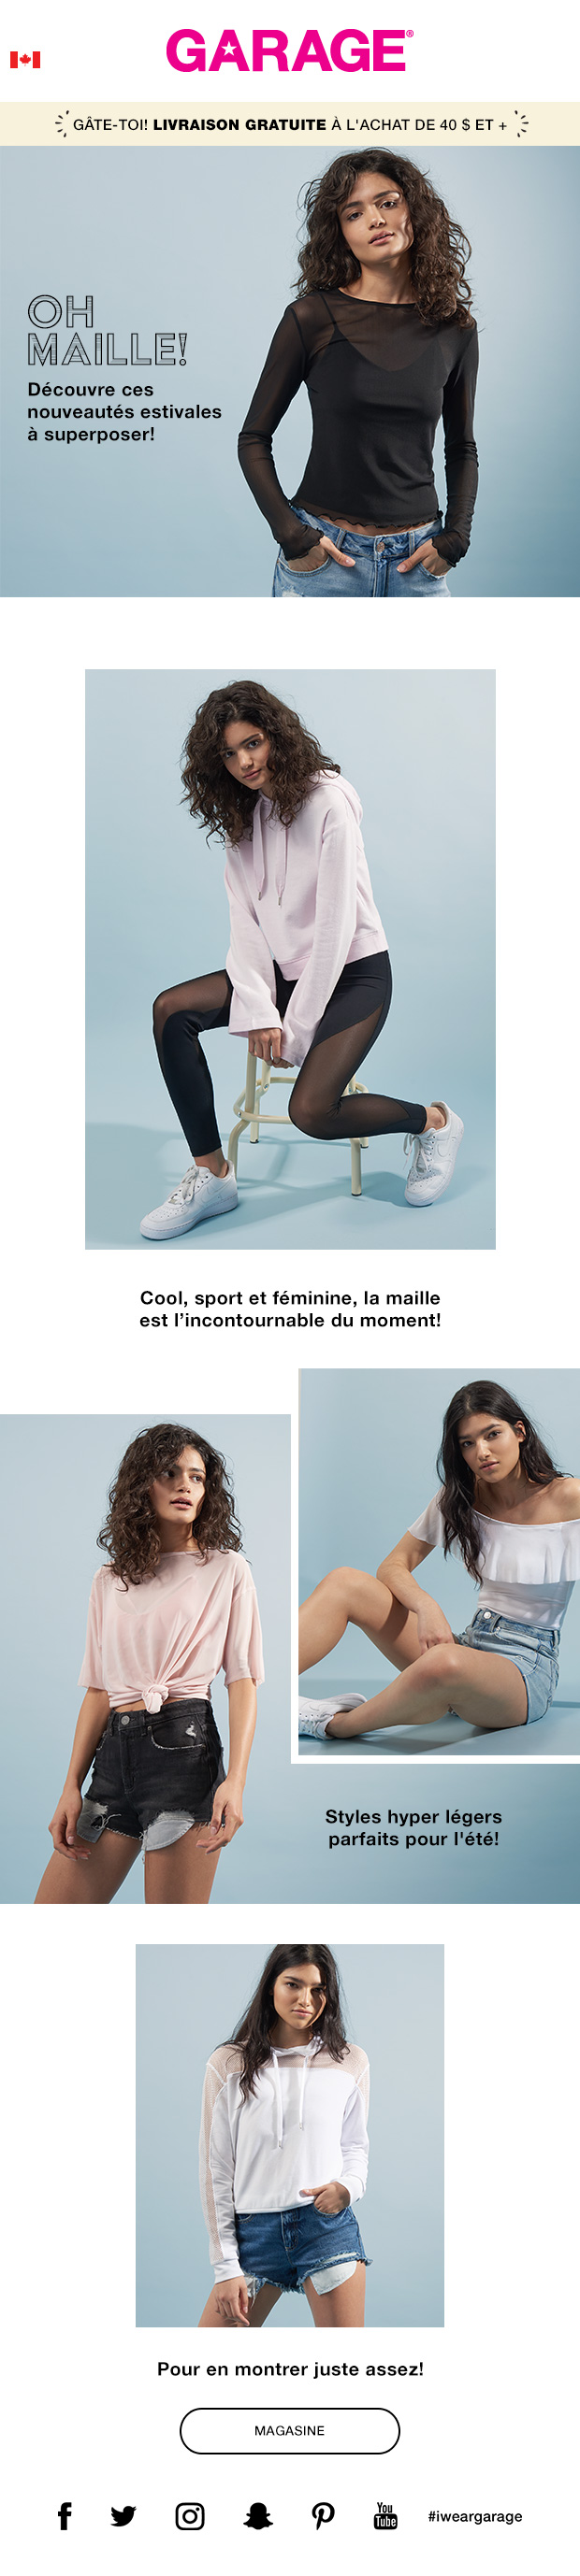 GARAGE®
GÂTE-TOI! LIVRAISON GRATUITE À L'ACHAT DE 40 $ ET +
OH
MAILLE!
Découvre ces
nouveautés estivales
à superposer!
Cool, sport et féminine, la maille
est l’incontournable du moment!
Styles hyper légers
parfaits pour l'été!
Pour en montrer juste assez!
MAGASINE
You
Tube
#iweargarage